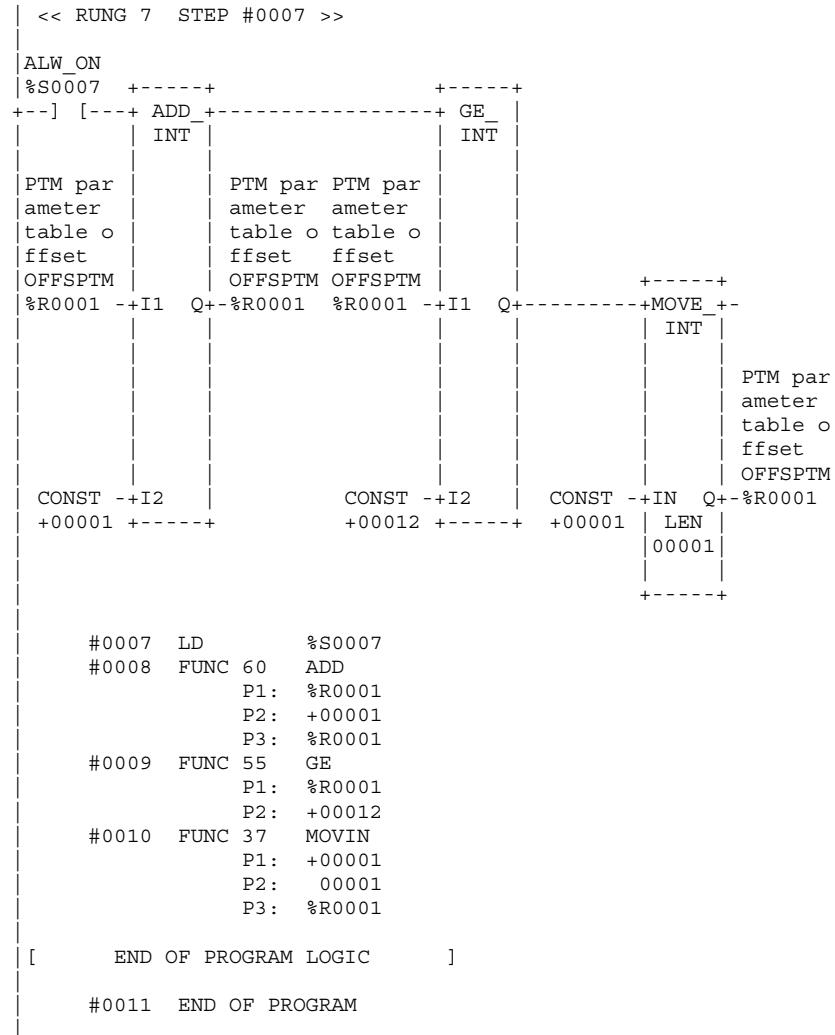 << RUNG 7 STEP #0007 >>
ALW_ON
%S0007 +-----+ +-----+
+--] [---+ ADD_+-----------------+ GE_ |
| INT | | INT |
PTM par PTM par PTM par
ameter ameter ameter
table o table o table o
ffset ffset ffset
OFFSPTM OFFSPTM OFFSPTM +-----+
%R0001 -+I1 Q+-%R0001 %R0001 -+I1 Q+---------+MOVE_+-
| INT |
PTM par
ameter
table o
ffset
OFFSPTM
CONST -+I2 | CONST -+I2 | CONST -+IN Q+-%R0001
+00001 +-----+ +00012 +-----+ +00001 | LEN |
|00001|
+-----+
#0007 LD %S0007
#0008 FUNC 60 ADD
P1: %R0001
P2: +00001
P3: %R0001
#0009 FUNC 55 GE
P1: %R0001
P2: +00012
#0010 FUNC 37 MOVIN
P1: +00001
P2: 00001
P3: %R0001
[ END OF PROGRAM LOGIC ]
#0011 END OF PROGRAM